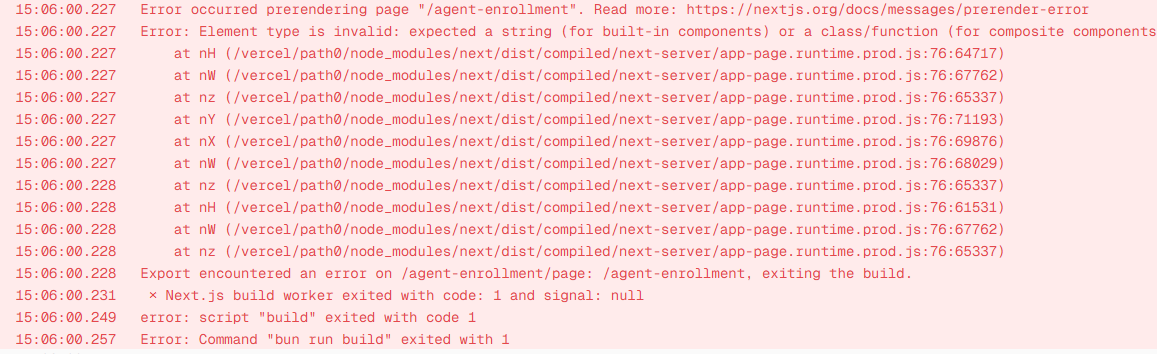 15:06:00.227 Error occurred prerendering page "/agent-enrollment". Read more: https://nextjs.org/docs/messages/prerender-error
15:06:00.227 Error: Element type is invalid: expected a string (for built-in components) or a class/function (for composite components
15:06:00.227 at nH (/vercel/path0/node_modules/next/dist/compiled/next-server/app-page.runtime.prod.js:76:64717)
15:06:00.227 at nW (/vercel/path0/node_modules/next/dist/compiled/next-server/app-page.runtime.prod.js:76:67762)
15:06:00.227 at nz (/vercel/path0/node_modules/next/dist/compiled/next-server/app-page.runtime.prod.js:76:65337)
15:06:00.227 at nY (/vercel/path0/node_modules/next/dist/compiled/next-server/app-page.runtime.prod.js:76:71193)
15:06:00.227 at nX (/vercel/path0/node_modules/next/dist/compiled/next-server/app-page.runtime.prod.js:76:69876)
15:06:00.227 at nW (/vercel/path0/node_modules/next/dist/compiled/next-server/app-page.runtime.prod.js:76:68029)
15:06:00.228 at nz (/vercel/path0/node_modules/next/dist/compiled/next-server/app-page.runtime.prod.js:76:65337)
15:06:00.228 at nH (/vercel/path0/node_modules/next/dist/compiled/next-server/app-page.runtime.prod.js:76:61531)
15:06:00.228 at nW (/vercel/path0/node_modules/next/dist/compiled/next-server/app-page.runtime.prod.js:76:67762)
15:06:00.228 at nz (/vercel/path0/node_modules/next/dist/compiled/next-server/app-page.runtime.prod.js:76:65337)
15:06:00.228 Export encountered an error on /agent-enrollment/page: /agent-enrollment, exiting the build.
15:06:00.231 ⨯ Next.js build worker exited with code: 1 and signal: null
15:06:00.249 error: script "build" exited with code 1
15:06:00.257 Error: Command "bun run build" exited with 1